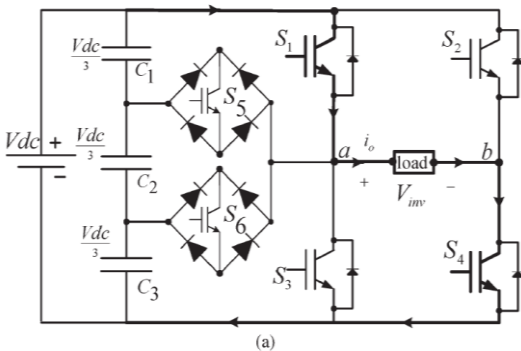 Vdc/3
C1
S5
S1
S2
Vdc +
-
Vdc/3
C2
a
io
load
b
+
Vinv
−
S6
Vdc/3
C3
S3
S4
(a)